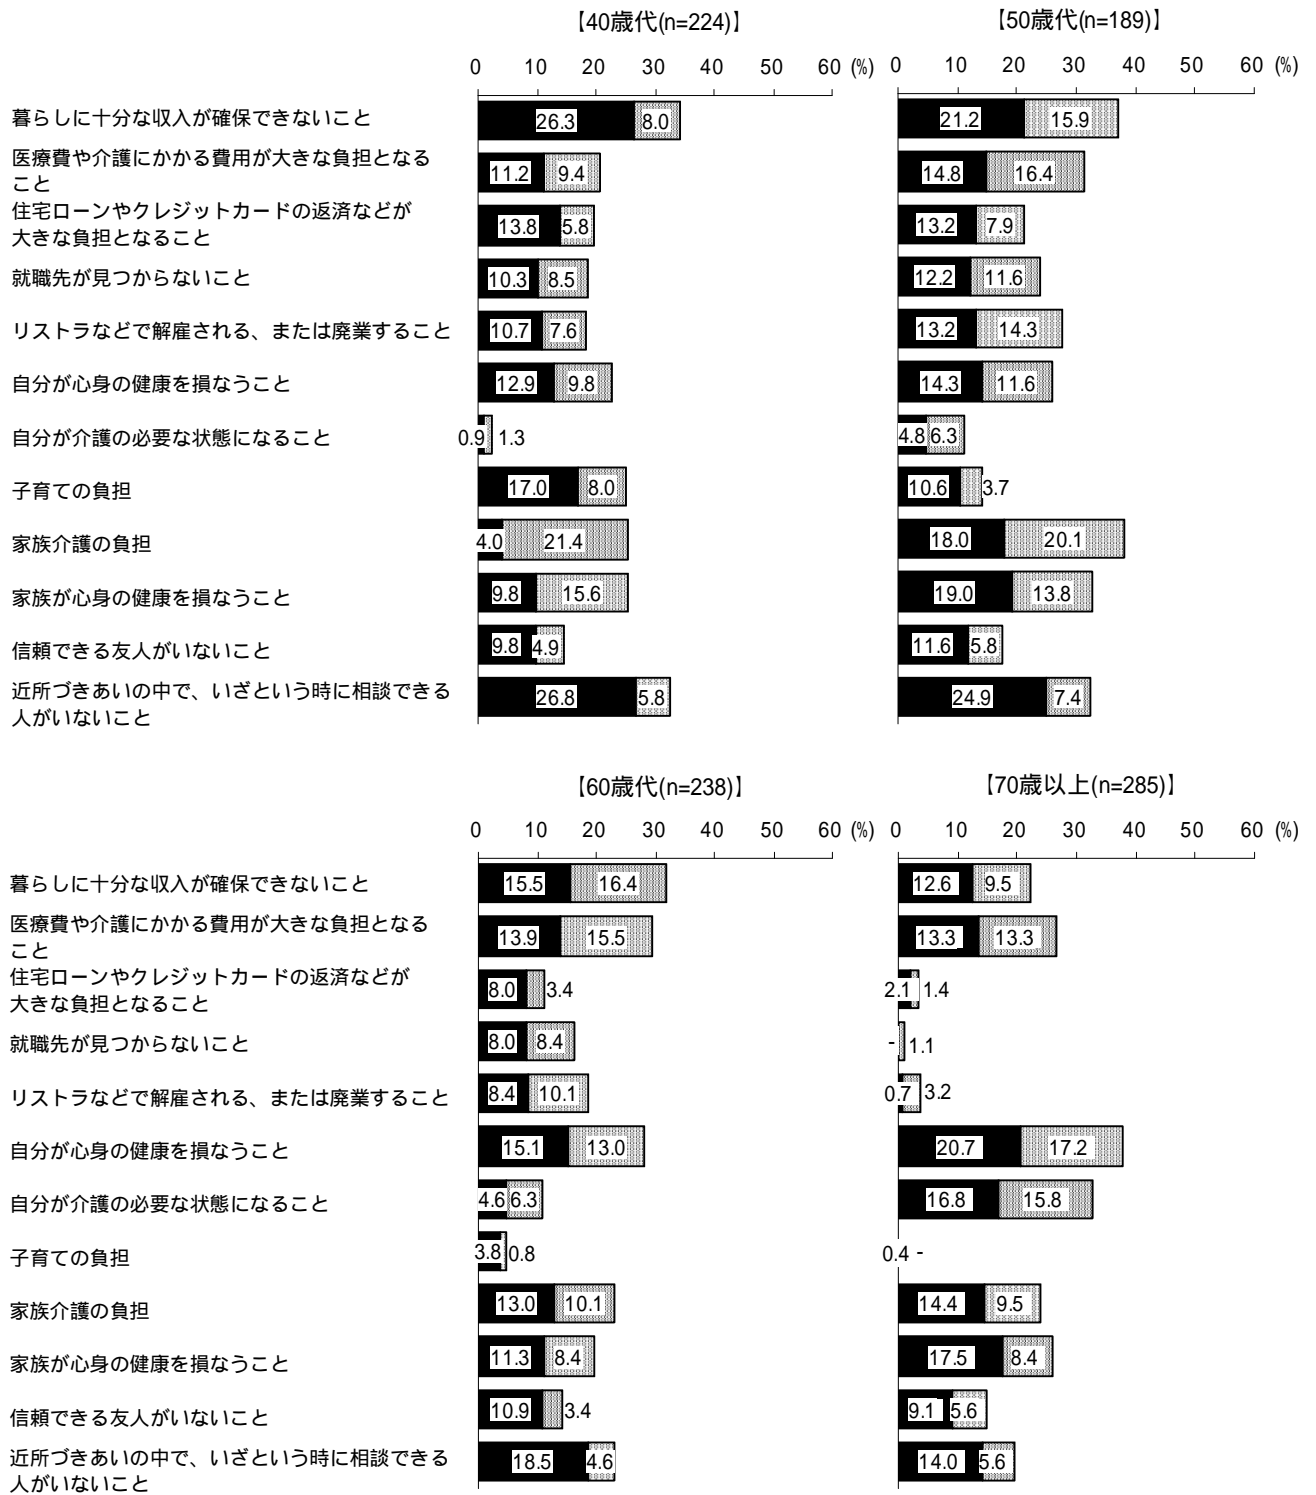 【40歳代(n=224)】
【50歳代(n=189)】
0 10 20 30 40 50 60 (%)
0 10 20 30 40 50 60 (%)
暮らしに十分な収入が確保できないこと
26.3 8.0
21.2 15.9
医療費や介護にかかる費用が大きな負担となる
こと
11.2 9.4
14.8 16.4
住宅ローンやクレジットカードの返済などが
大きな負担となること
13.8 5.8
13.2 7.9
就職先が見つからないこと
10.3 8.5
12.2 11.6
リストラなどで解雇される、または廃業すること
10.7 7.6
13.2 14.3
自分が心身の健康を損なうこと
12.9 9.8
14.3 11.6
自分が介護の必要な状態になること
0.9 1.3
4.8 6.3
子育ての負担
17.0 8.0
10.6 3.7
家族介護の負担
4.0 21.4
18.0 20.1
家族が心身の健康を損なうこと
9.8 15.6
19.0 13.8
信頼できる友人がいないこと
9.8 4.9
11.6 5.8
近所づきあいの中で、いざという時に相談できる
人がいないこと
26.8 5.8
24.9 7.4
【60歳代(n=238)】
【70歳以上(n=285)】
0 10 20 30 40 50 60 (%)
0 10 20 30 40 50 60 (%)
暮らしに十分な収入が確保できないこと
15.5 16.4
12.6 9.5
医療費や介護にかかる費用が大きな負担となる
こと
13.9 15.5
13.3 13.3
住宅ローンやクレジットカードの返済などが
大きな負担となること
8.0 3.4
2.1 1.4
就職先が見つからないこと
8.0 8.4
- 1.1
リストラなどで解雇される、または廃業すること
8.4 10.1
0.7 3.2
自分が心身の健康を損なうこと
15.1 13.0
20.7 17.2
自分が介護の必要な状態になること
4.6 6.3
16.8 15.8
子育ての負担
3.8 0.8
0.4 -
家族介護の負担
13.0 10.1
14.4 9.5
家族が心身の健康を損なうこと
11.3 8.4
17.5 8.4
信頼できる友人がいないこと
10.9 3.4
9.1 5.6
近所づきあいの中で、いざという時に相談できる
人がいないこと
18.5 4.6
14.0 5.6